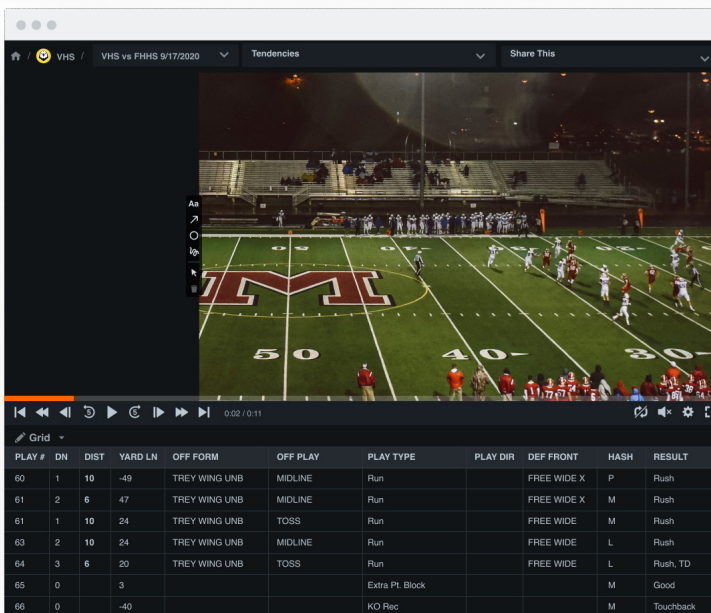 / VHS / VHS vs FHHS 9/17/2020 Tendencies Share This
Aa
M
50 40 30
5 5 0:02 / 0:11
Grid
PLAY # DN DIST YARD LN OFF FORM OFF PLAY PLAY TYPE PLAY DIR DEF FRONT HASH RESULT
60 1 10 -49 TREY WING UNB MIDLINE Run FREE WIDE X P Rush
61 2 6 47 TREY WING UNB MIDLINE Run FREE WIDE X M Rush
61 1 10 24 TREY WING UNB TOSS Run FREE WIDE M Rush
63 2 10 24 TREY WING UNB MIDLINE Run FREE WIDE L Rush
64 3 6 20 TREY WING UNB TOSS Run FREE WIDE L Rush, TD
65 0 3 Extra Pt. Block M Good
66 0 -40 KO Rec M Touchback